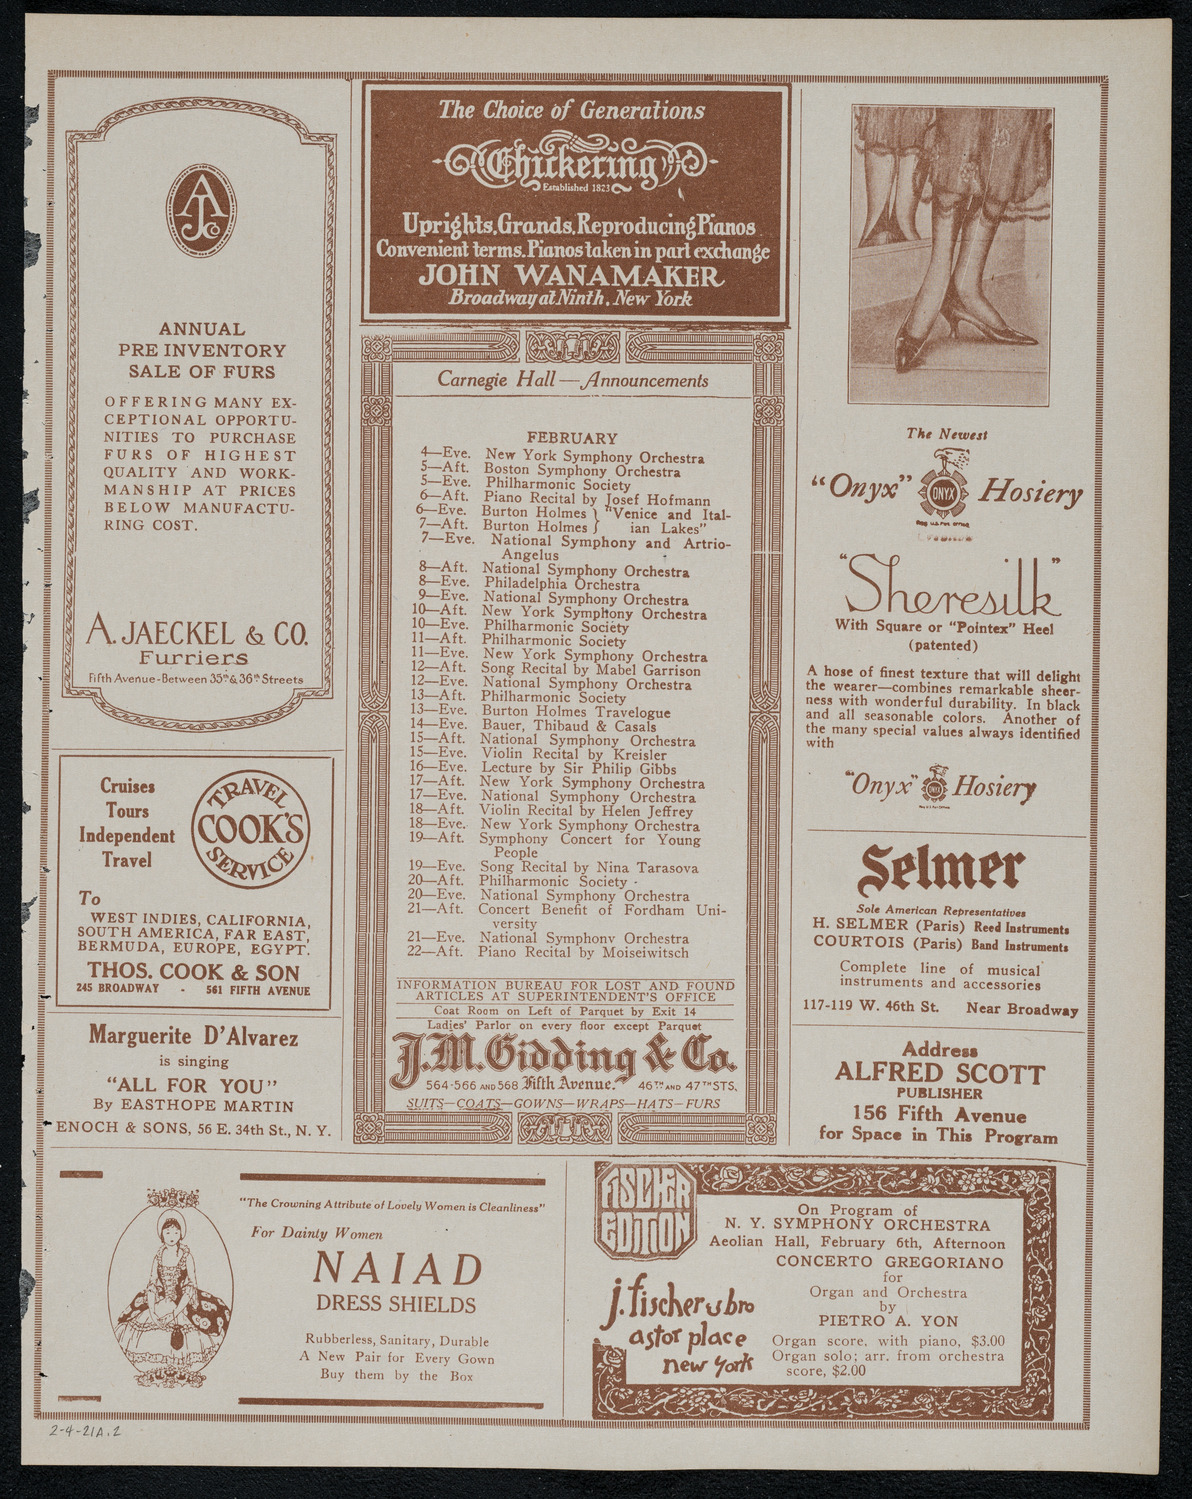 AJCo
ANNUAL
PRE INVENTORY
SALE OF FURS
OFFERING MANY EX-
CEPTIONAL OPPORTU-
NITIES TO PURCHASE
FURS OF HIGHEST
QUALITY AND WORK-
MANSHIP AT PRICES
BELOW MANUFACTU-
RING COST.
A. JAECKEL & CO.
Furriers
Fifth Avenue-Between 35th & 36th Streets
Cruises
Tours
Independent
Travel
TRAVEL
COOK'S
SERVICE
To
WEST INDIES, CALIFORNIA,
SOUTH AMERICA, FAR EAST,
BERMUDA, EUROPE, EGYPT.
THOS. COOK & SON
245 BROADWAY - 561 FIFTH AVENUE
Marguerite D'Alvarez
is singing
"ALL FOR YOU"
By EASTHOPE MARTIN
ENOCH & SONS, 56 E. 34th St., N. Y.
The Choice of Generations
Chickering
Established 1823
Uprights, Grands, Reproducing Pianos
Convenient terms. Pianos taken in part exchange
JOHN WANAMAKER
Broadway at Ninth, New York
Carnegie Hall — Announcements
FEBRUARY
4—Eve. New York Symphony Orchestra
5—Aft. Boston Symphony Orchestra
5—Eve. Philharmonic Society
6—Aft. Piano Recital by Josef Hofmann
6—Eve. Burton Holmes } "Venice and Ital-
7—Aft. Burton Holmes } ian Lakes"
7—Eve. National Symphony and Artrio-
Angelus
8—Aft. National Symphony Orchestra
8—Eve. Philadelphia Orchestra
9—Eve. National Symphony Orchestra
10—Aft. New York Symphony Orchestra
10—Eve. Philharmonic Society
11—Aft. Philharmonic Society
11—Eve. New York Symphony Orchestra
12—Aft. Song Recital by Mabel Garrison
12—Eve. National Symphony Orchestra
13—Aft. Philharmonic Society
13—Eve. Burton Holmes Travelogue
14—Eve. Bauer, Thibaud & Casals
15—Aft. National Symphony Orchestra
15—Eve. Violin Recital by Kreisler
16—Eve. Lecture by Sir Philip Gibbs
17—Aft. New York Symphony Orchestra
17—Eve. National Symphony Orchestra
18—Aft. Violin Recital by Helen Jeffrey
18—Eve. New York Symphony Orchestra
19—Aft. Symphony Concert for Young
People
19—Eve. Song Recital by Nina Tarasova
20—Aft. Philharmonic Society
20—Eve. National Symphony Orchestra
21—Aft. Concert Benefit of Fordham Uni-
versity
21—Eve. National Symphony Orchestra
22—Aft. Piano Recital by Moiseiwitsch
INFORMATION BUREAU FOR LOST AND FOUND
ARTICLES AT SUPERINTENDENT'S OFFICE
Coat Room on Left of Parquet by Exit 14
Ladies' Parlor on every floor except Parquet
J.M. Gidding & Co.
564-566 AND 568 Fifth Avenue. 46TH AND 47TH STS.
SUITS—COATS—GOWNS—WRAPS—HATS—FURS
The Newest
"Onyx" ONYX Hosiery
REG. U.S. PAT. OFFICE
"Sheresilk"
With Square or "Pointex" Heel
(patented)
A hose of finest texture that will delight
the wearer—combines remarkable sheer-
ness with wonderful durability. In black
and all seasonable colors. Another of
the many special values always identified
with
"Onyx" Hosiery
Selmer
Sole American Representatives
H. SELMER (Paris) Reed Instruments
COURTOIS (Paris) Band Instruments
Complete line of musical
instruments and accessories
117-119 W. 46th St. Near Broadway
Address
ALFRED SCOTT
PUBLISHER
156 Fifth Avenue
for Space in This Program
"The Crowning Attribute of Lovely Women is Cleanliness"
For Dainty Women
NAIAD
DRESS SHIELDS
Rubberless, Sanitary, Durable
A New Pair for Every Gown
Buy them by the Box
FISCHER
EDITION
j. fischer & bro
astor place
new york
On Program of
N. Y. SYMPHONY ORCHESTRA
Aeolian Hall, February 6th, Afternoon
CONCERTO GREGORIANO
for
Organ and Orchestra
by
PIETRO A. YON
Organ score, with piano, $3.00
Organ solo; arr. from orchestra
score, $2.00
2-4-21A.2